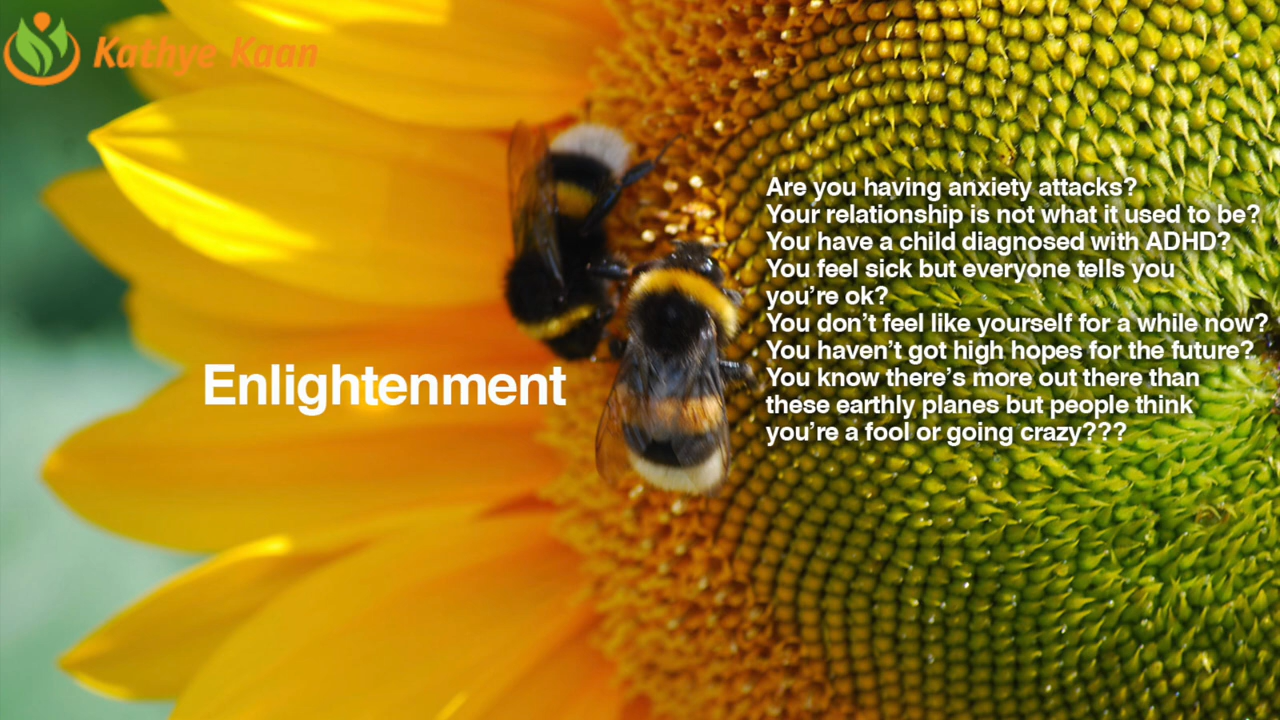 Kathye Kaan
Enlightenment
Are you having anxiety attacks?
Your relationship is not what it used to be?
You have a child diagnosed with ADHD?
You feel sick but everyone tells you
you’re ok?
You don’t feel like yourself for a while now?
You haven’t got high hopes for the future?
You know there’s more out there than
these earthly planes but people think
you’re a fool or going crazy???